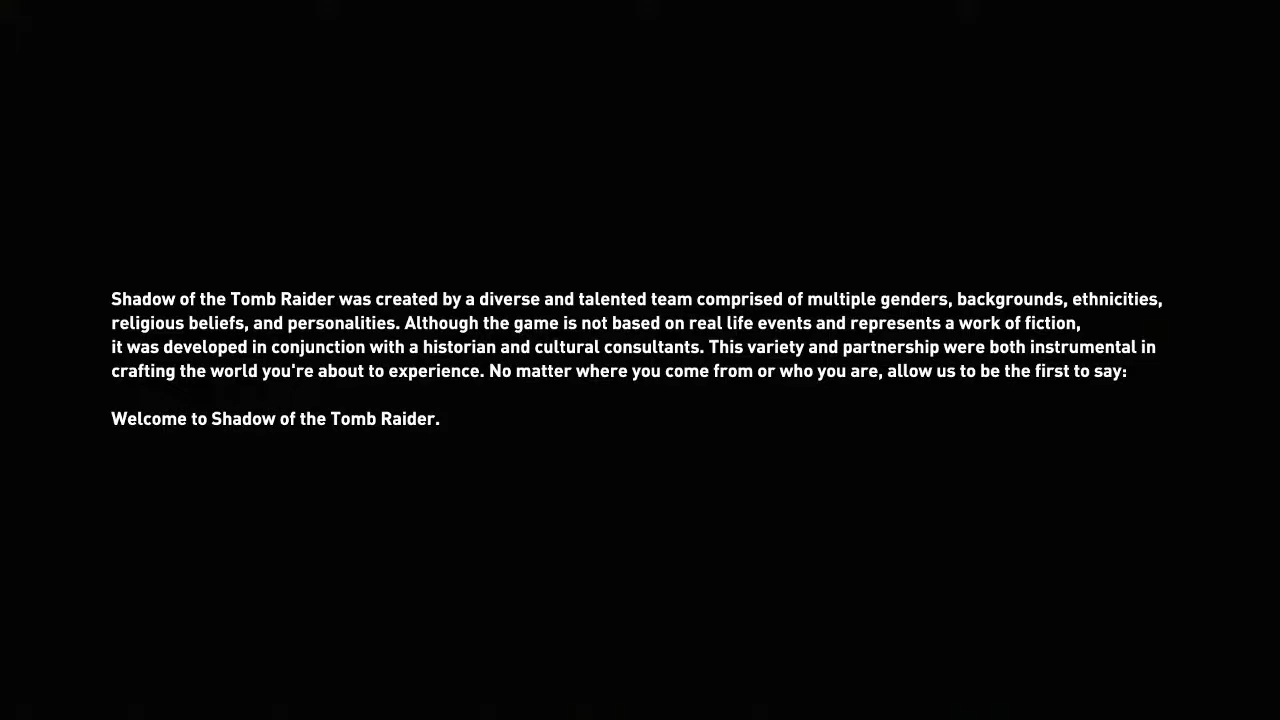 Shadow of the Tomb Raider was created by a diverse and talented team comprised of multiple genders, backgrounds, ethnicities,
religious beliefs, and personalities. Although the game is not based on real life events and represents a work of fiction,
it was developed in conjunction with a historian and cultural consultants. This variety and partnership were both instrumental in
crafting the world you're about to experience. No matter where you come from or who you are, allow us to be the first to say:
Welcome to Shadow of the Tomb Raider.